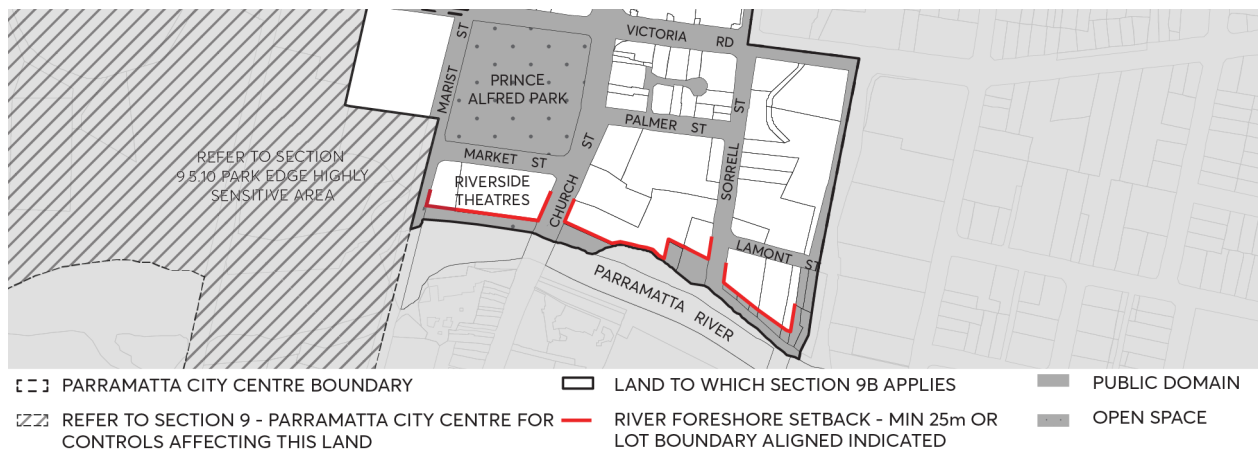 VICTORIA RD
MARIST ST
PRINCE
ALFRED PARK
PALMER ST
CHURCH ST
SORRELL ST
MARKET ST
REFER TO SECTION
9.5.10 PARK EDGE HIGHLY
SENSITIVE AREA
RIVERSIDE
THEATRES
LAMONT ST
PARRAMATTA RIVER
PARRAMATTA CITY CENTRE BOUNDARY
REFER TO SECTION 9 - PARRAMATTA CITY CENTRE FOR
CONTROLS AFFECTING THIS LAND
LAND TO WHICH SECTION 9B APPLIES
RIVER FORESHORE SETBACK - MIN 25m OR
LOT BOUNDARY ALIGNED INDICATED
PUBLIC DOMAIN
OPEN SPACE